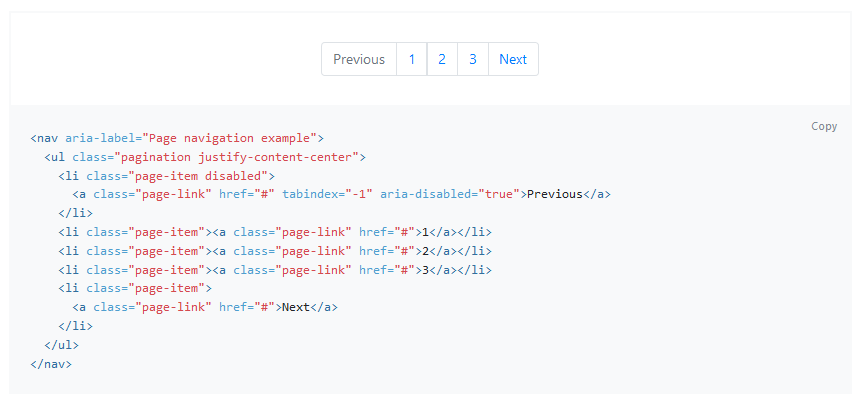 Previous 1 2 3 Next
Copy
<nav aria-label="Page navigation example">
  <ul class="pagination justify-content-center">
    <li class="page-item disabled">
      <a class="page-link" href="#" tabindex="-1" aria-disabled="true">Previous</a>
    </li>
    <li class="page-item"><a class="page-link" href="#">1</a></li>
    <li class="page-item"><a class="page-link" href="#">2</a></li>
    <li class="page-item"><a class="page-link" href="#">3</a></li>
    <li class="page-item">
      <a class="page-link" href="#">Next</a>
    </li>
  </ul>
</nav>